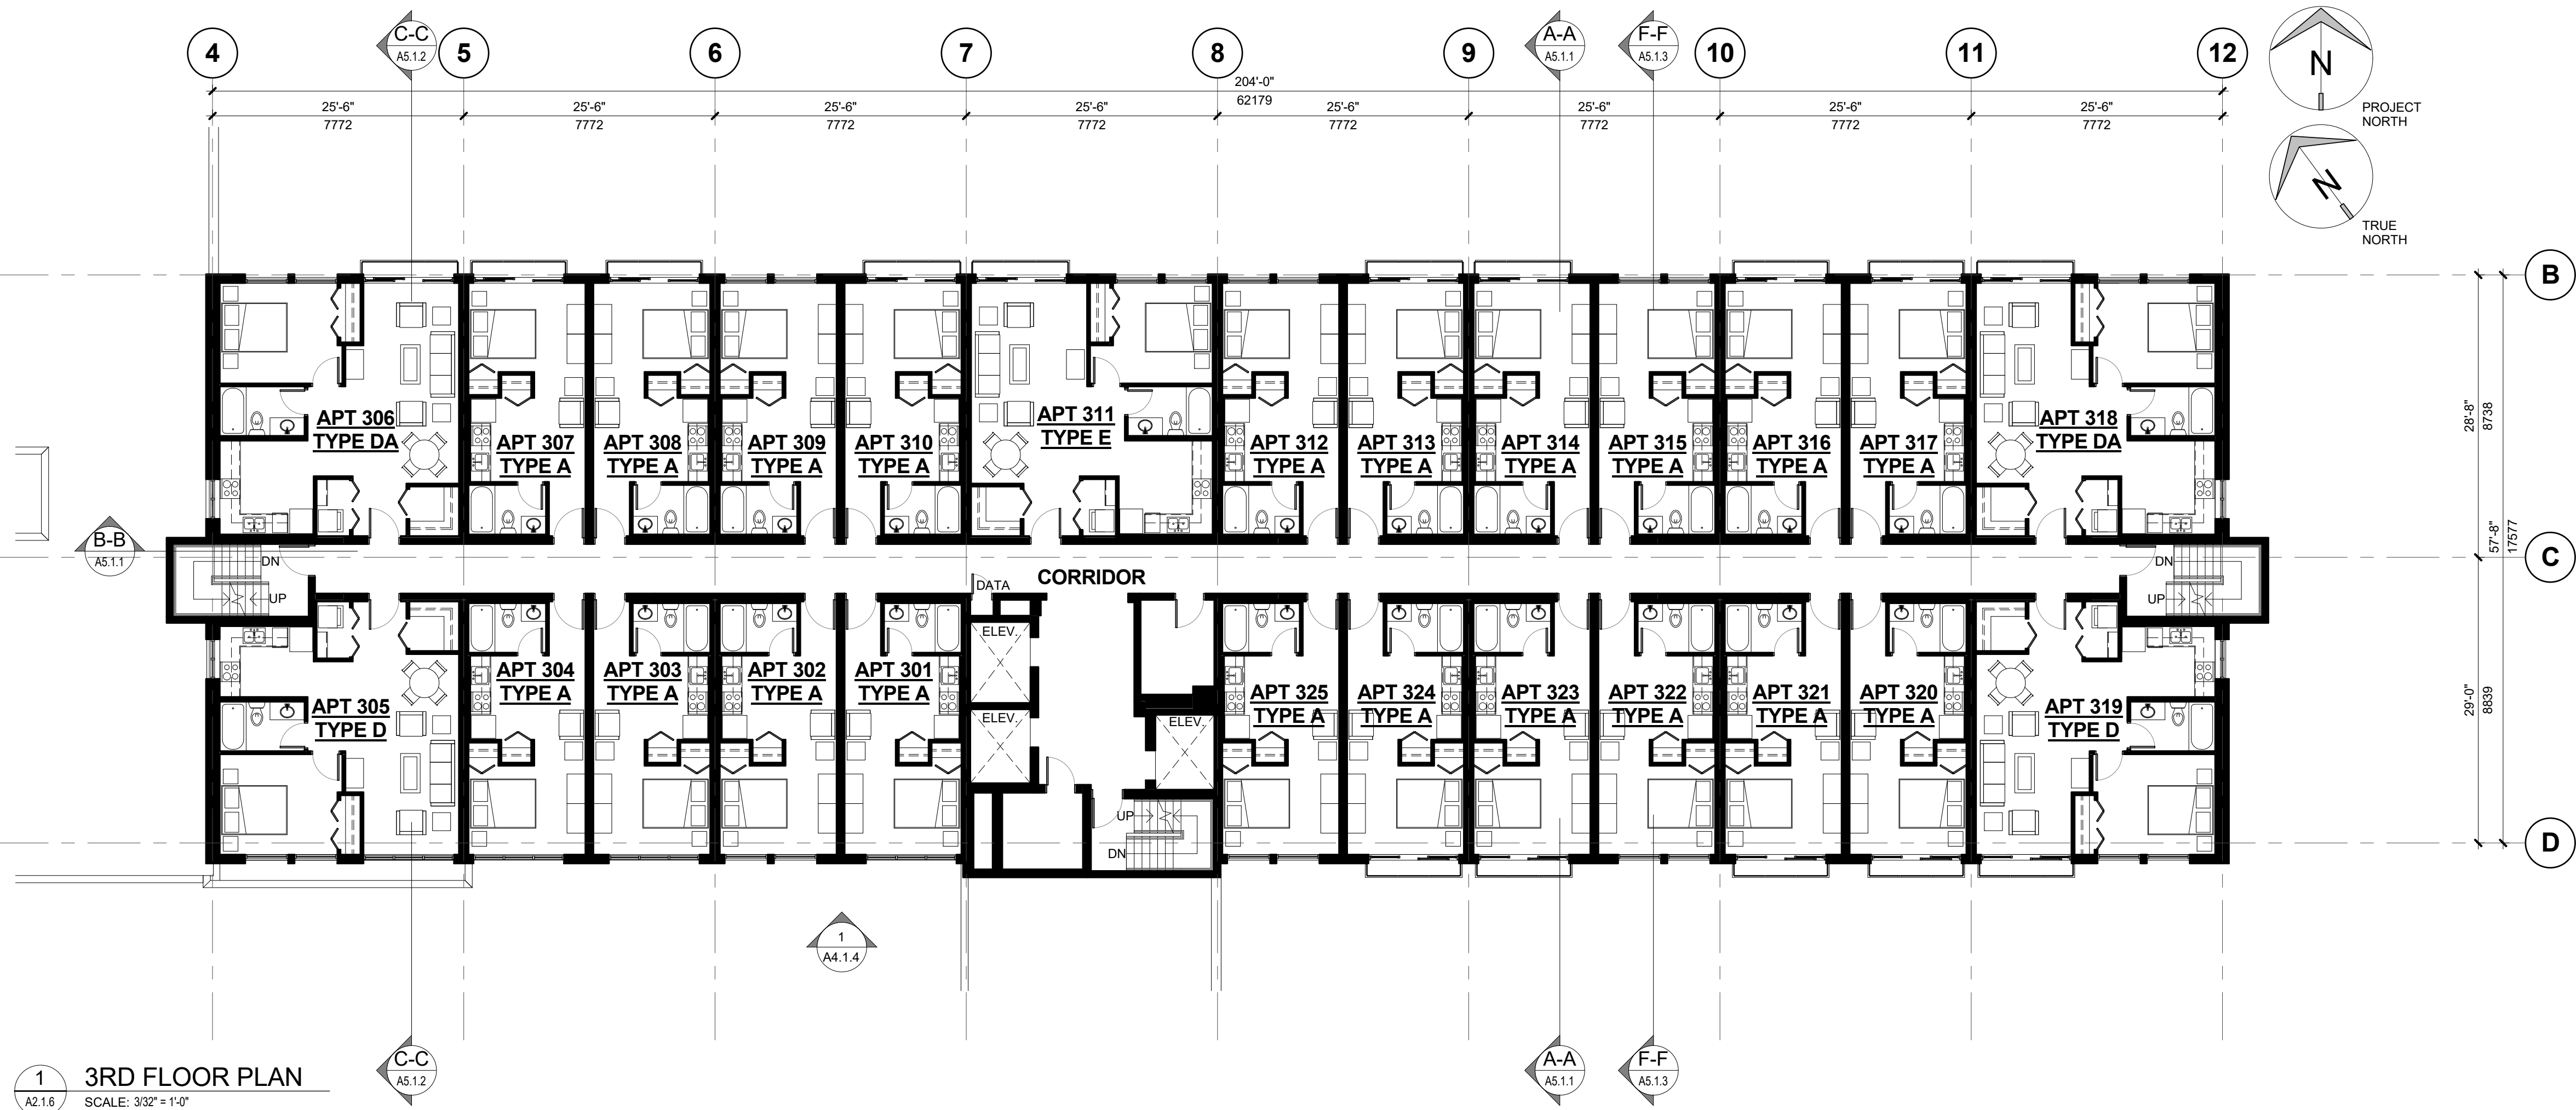 4
C-C
A5.1.2
5
6
7
8
9
A-A
A5.1.1
F-F
A5.1.3
10
11
12
N
PROJECT
NORTH
N
TRUE
NORTH
204'-0"
62179
25'-6"
7772
25'-6"
7772
25'-6"
7772
25'-6"
7772
25'-6"
7772
25'-6"
7772
25'-6"
7772
25'-6"
7772
B
C
D
28'-8"
8738
29'-0"
8839
57'-8"
17577
APT 306
TYPE DA
APT 307
TYPE A
APT 308
TYPE A
APT 309
TYPE A
APT 310
TYPE A
APT 311
TYPE E
APT 312
TYPE A
APT 313
TYPE A
APT 314
TYPE A
APT 315
TYPE A
APT 316
TYPE A
APT 317
TYPE A
APT 318
TYPE DA
B-B
A5.1.1
DN
UP
DATA
CORRIDOR
DN
UP
ELEV.
ELEV.
ELEV.
UP
DN
APT 305
TYPE D
APT 304
TYPE A
APT 303
TYPE A
APT 302
TYPE A
APT 301
TYPE A
APT 325
TYPE A
APT 324
TYPE A
APT 323
TYPE A
APT 322
TYPE A
APT 321
TYPE A
APT 320
TYPE A
APT 319
TYPE D
1
A4.1.4
C-C
A5.1.2
A-A
A5.1.1
F-F
A5.1.3
1
A2.1.6
3RD FLOOR PLAN
SCALE: 3/32" = 1'-0"